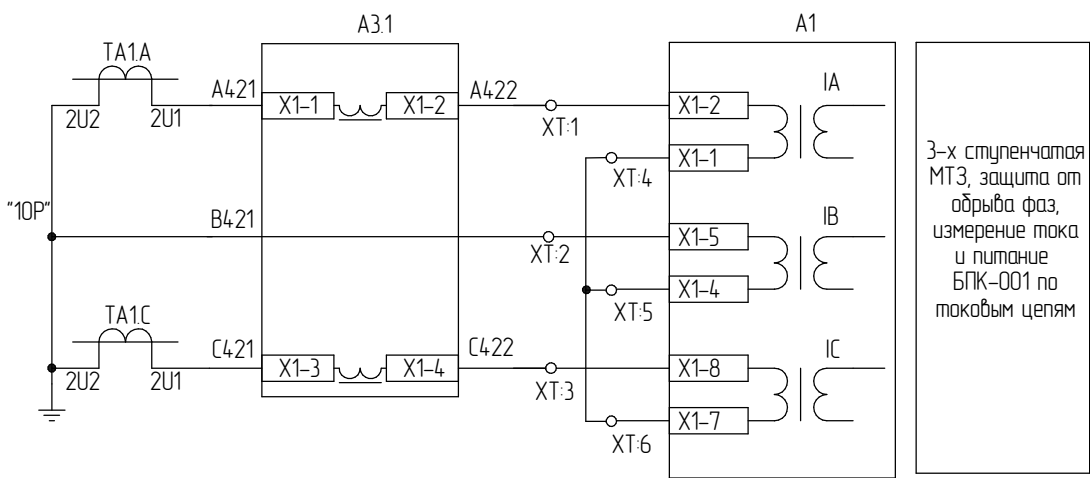 А3.1
А1
TA1.A
2U2
2U1
A421
X1-1
X1-2
A422
XT:1
X1-2
IA
X1-1
XT:4
"10P"
B421
XT:2
X1-5
IB
X1-4
XT:5
TA1.C
2U2
2U1
C421
X1-3
X1-4
C422
XT:3
X1-8
IC
X1-7
XT:6
3-х ступенчатая
МТЗ, защита от
обрыва фаз,
измерение тока
и питание
БПК-001 по
токовым цепям